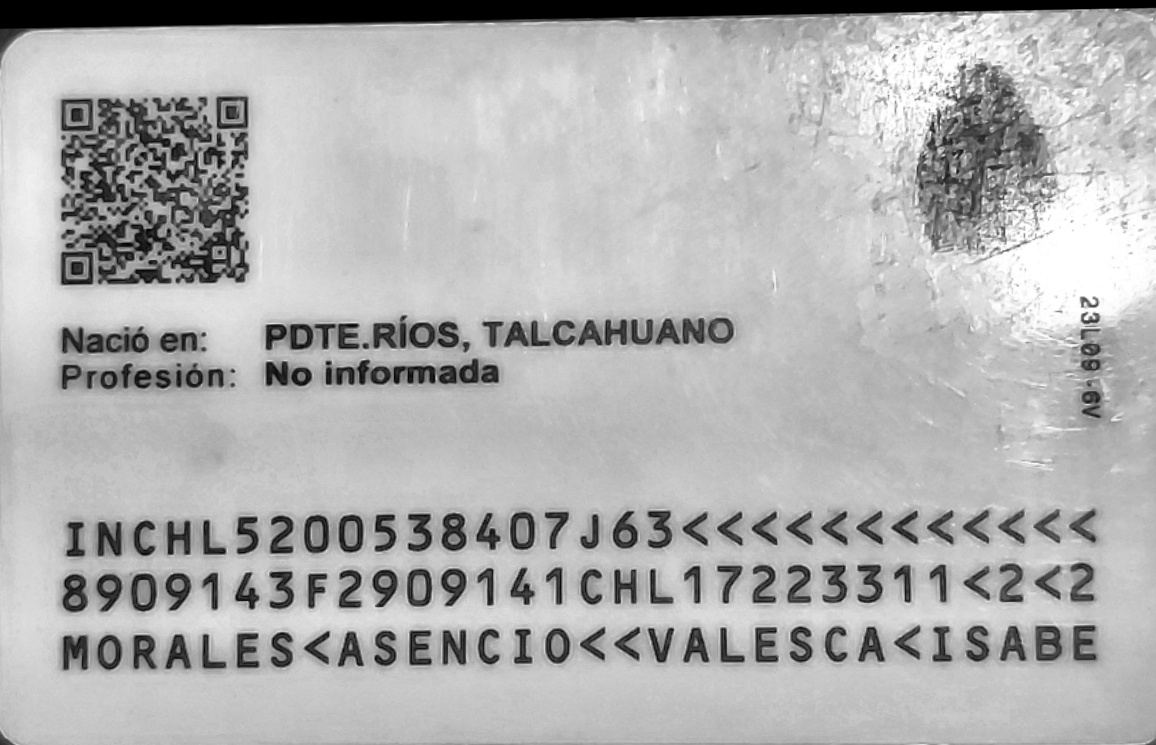 Nació en: PDTE.RÍOS, TALCAHUANO
Profesión: No informada
23L09-6V
INCHL5200538407J63<<<<<<<<<<<<
8909143F2909141CHL17223311<2<2
MORALES<ASENCIO<<VALESCA<ISABE